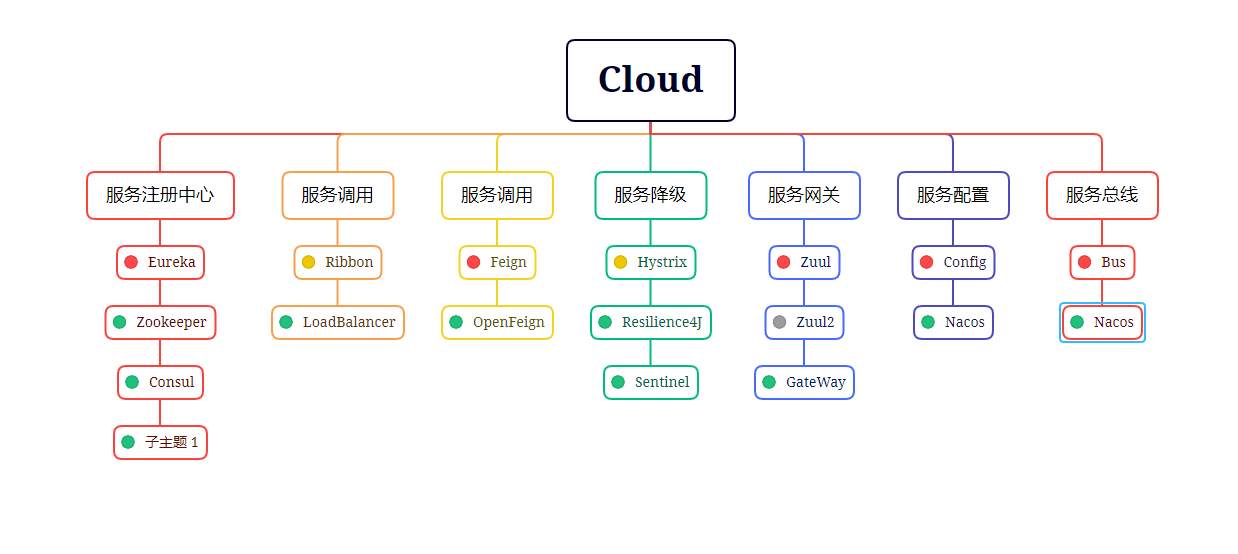 Cloud
服务注册中心
服务调用
服务调用
服务降级
服务网关
服务配置
服务总线
Eureka
Ribbon
Feign
Hystrix
Zuul
Config
Bus
Zookeeper
LoadBalancer
OpenFeign
Resilience4J
Zuul2
Nacos
Nacos
Consul
Sentinel
GateWay
子主题 1